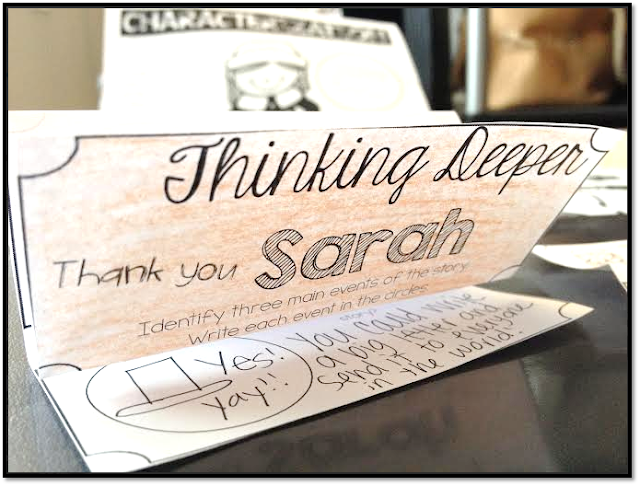 CHARACTERIZATION
Thinking Deeper
Thank you Sarah
Identify three main events of the story
Write each event in the circles
Yes!
Yay!!
You could write
a big letter and
send it to everyone
in the world!